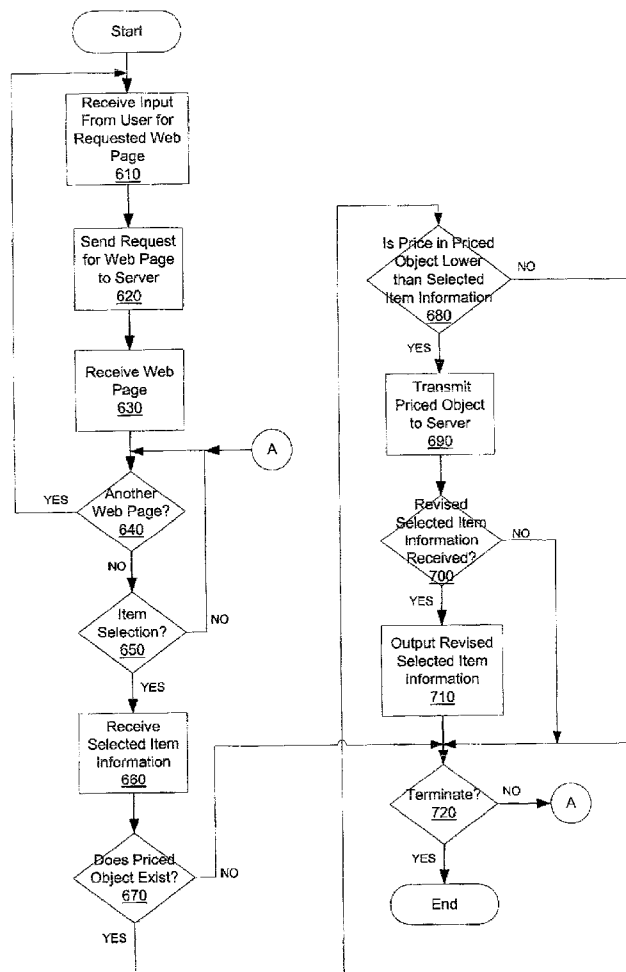 Start
Receive Input
From User for
Requested Web
Page
610
Send Request
for Web Page
to Server
620
Receive Web
Page
630
A
YES
Another
Web Page?
640
NO
Item
Selection?
650
NO
YES
Receive
Selected Item
Information
660
Does Priced
Object Exist?
670
NO
YES
Is Price in Priced
Object Lower
than Selected
Item Information
680
NO
YES
Transmit
Priced Object
to Server
690
Revised
Selected Item
Information
Received?
700
NO
YES
Output Revised
Selected Item
Information
710
Terminate?
720
NO
A
YES
End